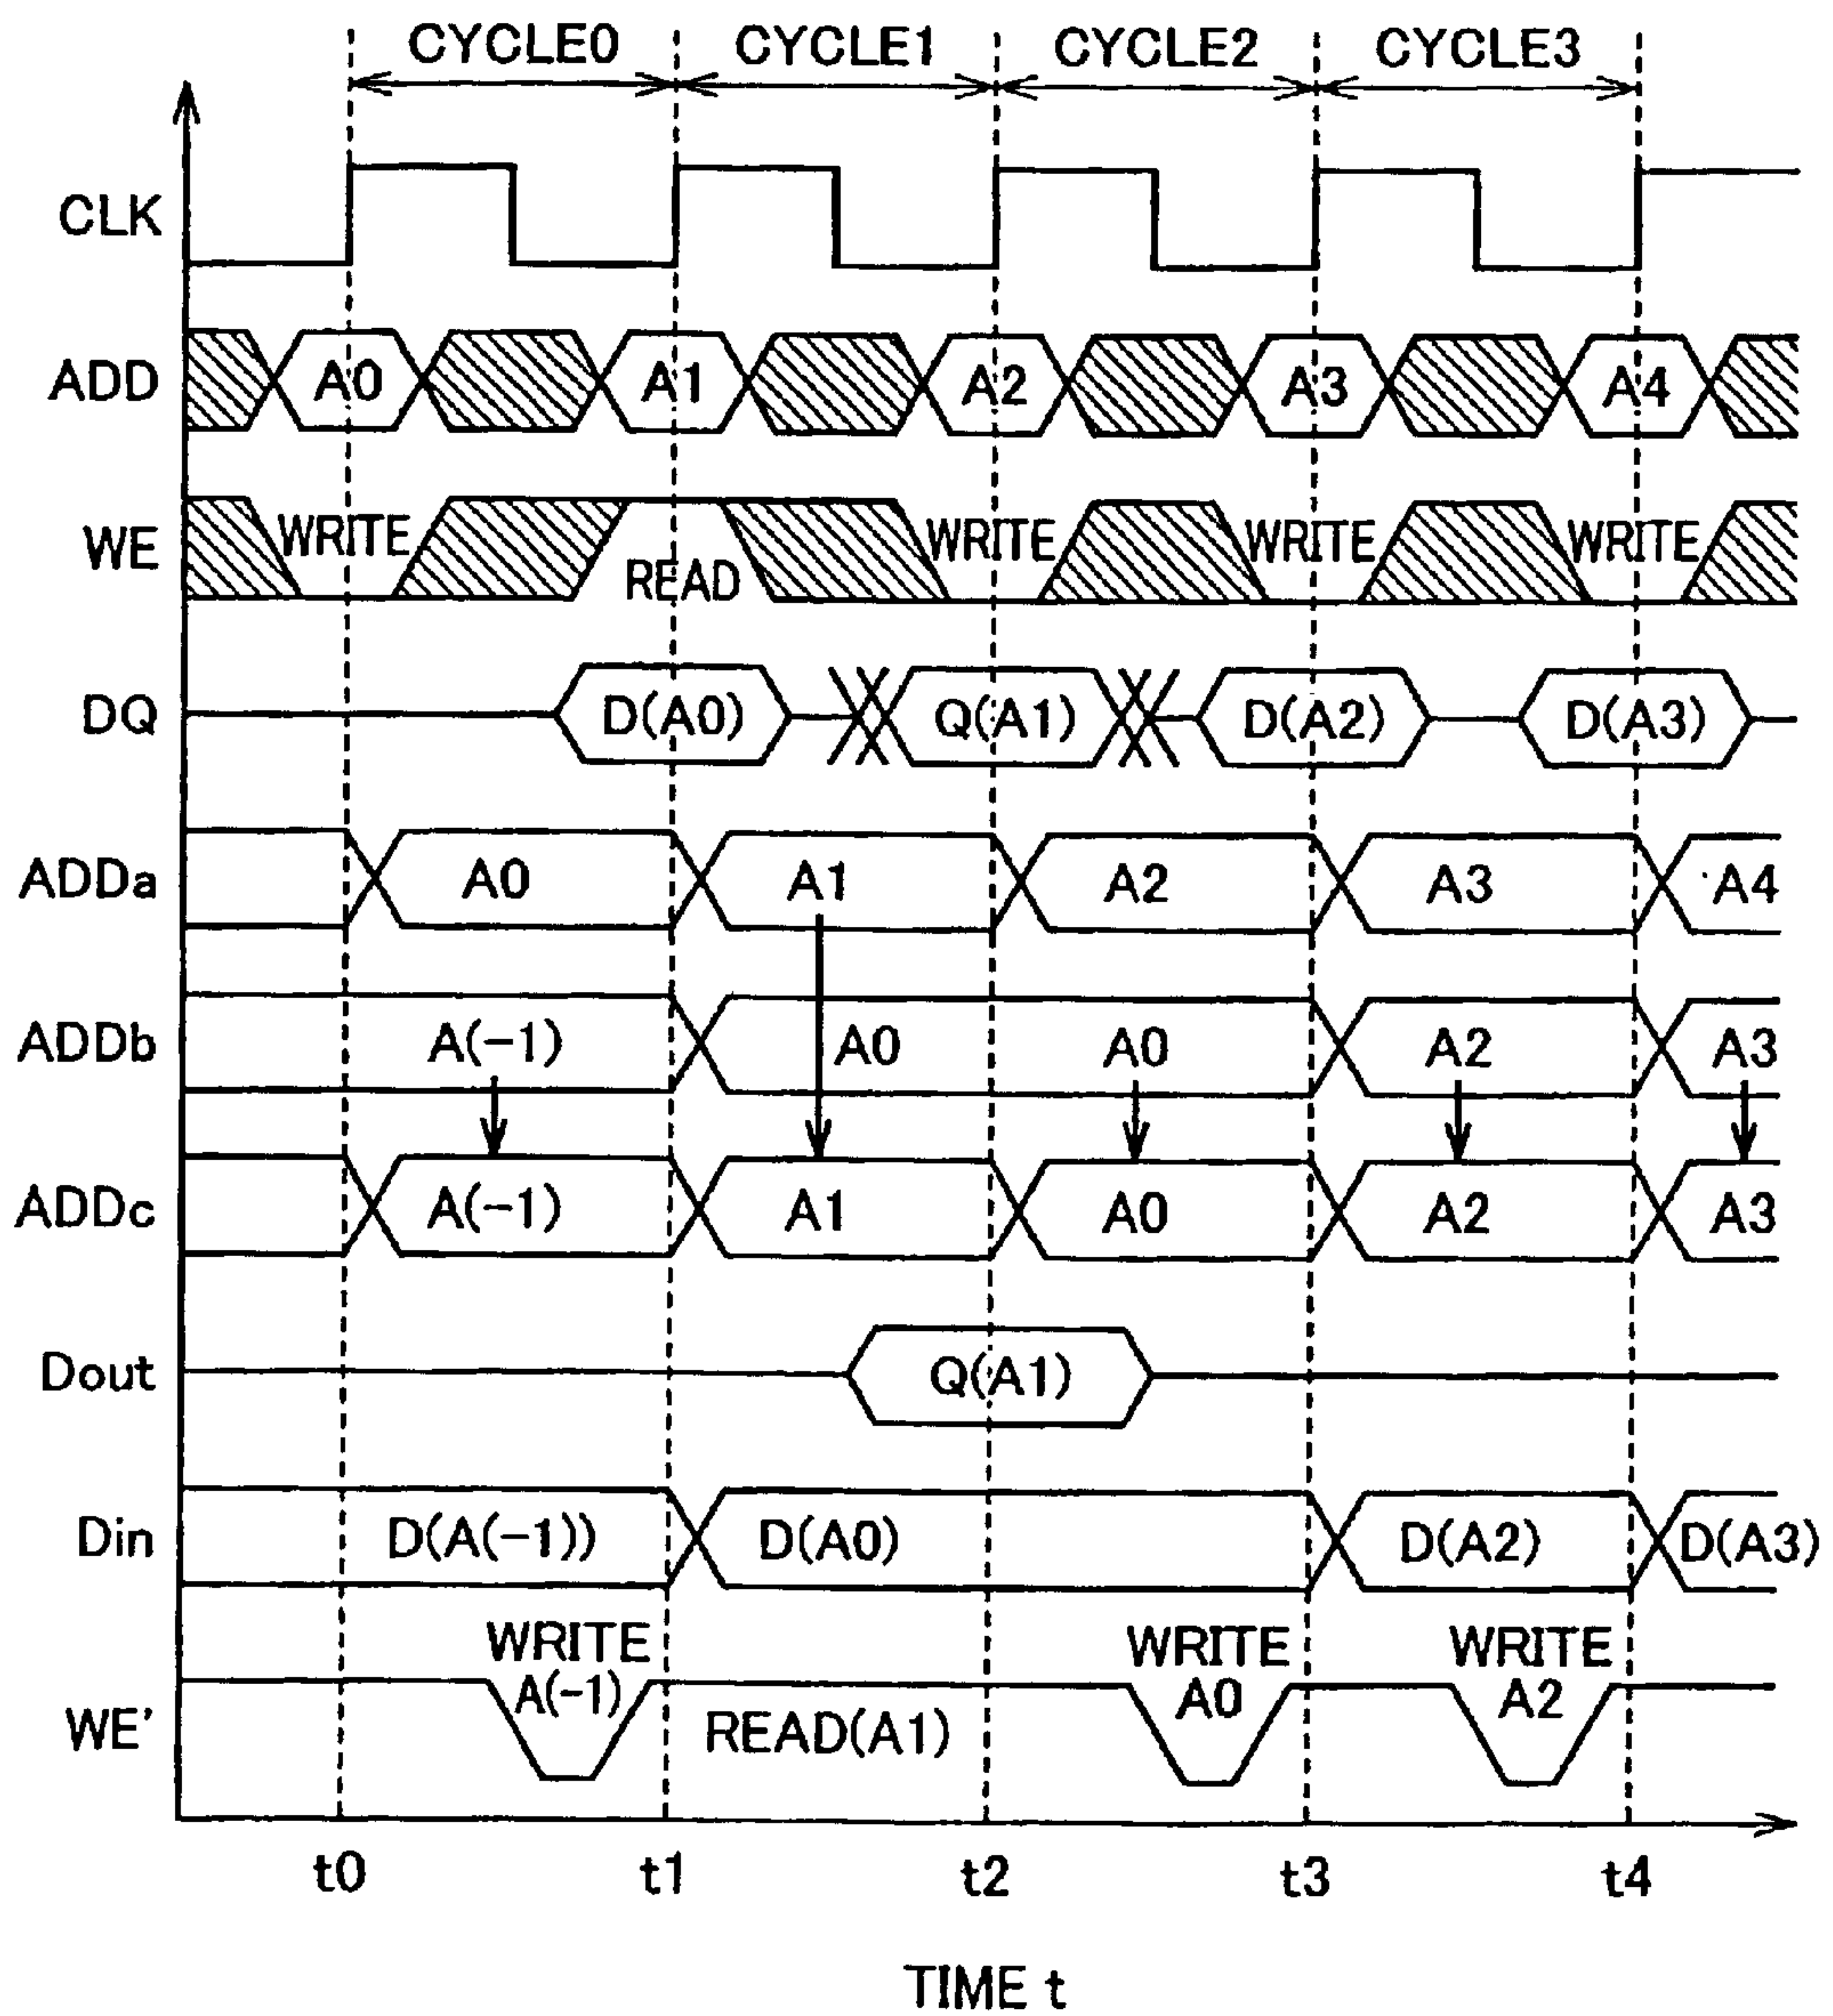 CYCLE0 CYCLE1 CYCLE2 CYCLE3
CLK
ADD A0 A1 A2 A3 A4
WE WRITE READ WRITE WRITE WRITE
DQ D(A0) Q(A1) D(A2) D(A3)
ADDa A0 A1 A2 A3 A4
ADDb A(-1) A0 A0 A2 A3
ADDc A(-1) A1 A0 A2 A3
Dout Q(A1)
Din D(A(-1)) D(A0) D(A2) D(A3)
WRITE WRITE WRITE
A(-1) A0 A2
WE' READ(A1)
t0 t1 t2 t3 t4
TIME t